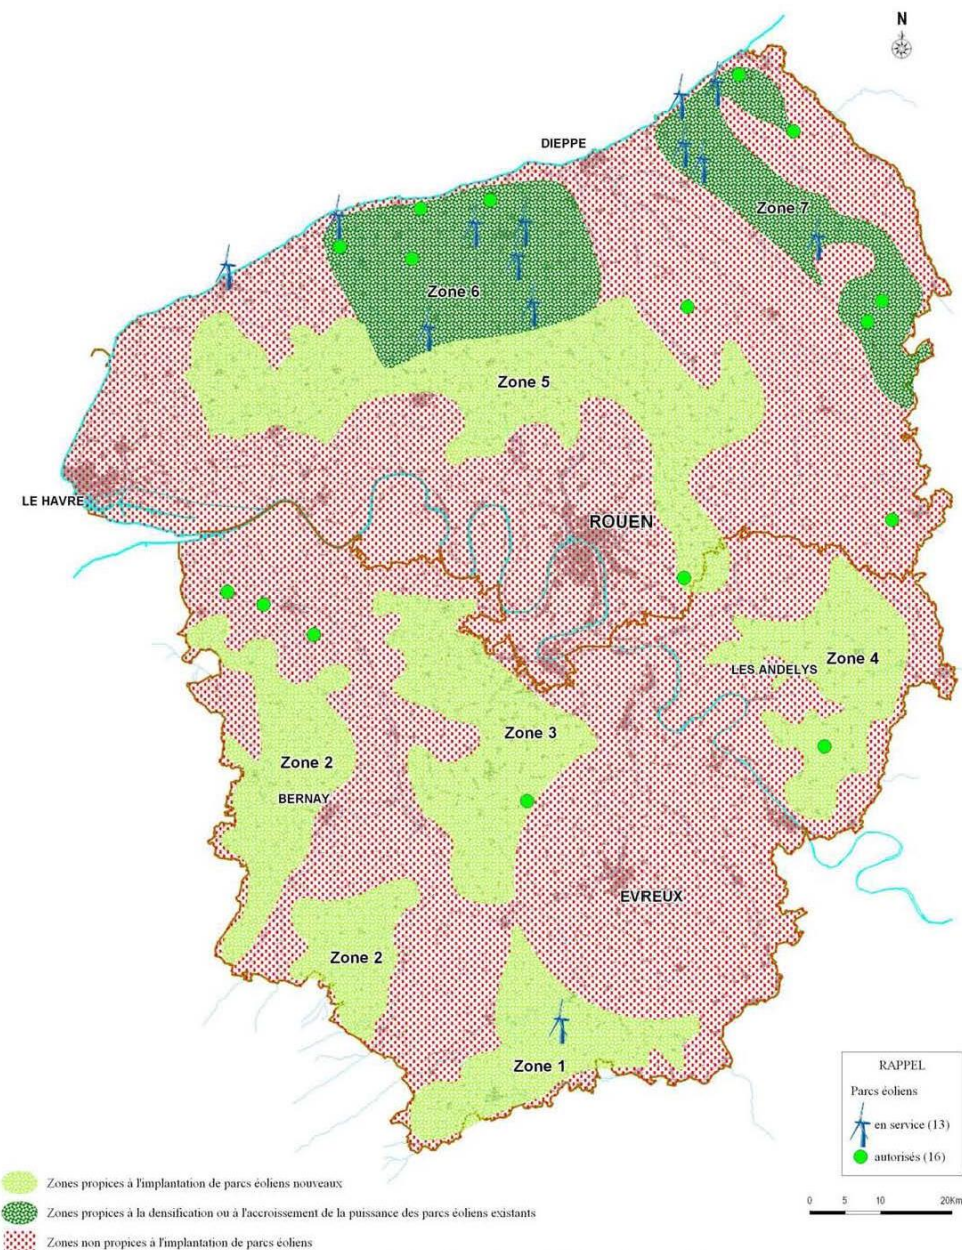 N
DIEPPE
Zone 7
Zone 6
Zone 5
LE HAVRE
ROUEN
LES ANDELYS
Zone 4
Zone 3
Zone 2
BERNAY
EVREUX
Zone 2
Zone 1
RAPPEL
Parcs éoliens
en service (13)
autorisés (16)
0 5 10 20Km
Zones propices à l'implantation de parcs éoliens nouveaux
Zones propices à la densification ou à l'accroissement de la puissance des parcs éoliens existants
Zones non propices à l'implantation de parcs éoliens